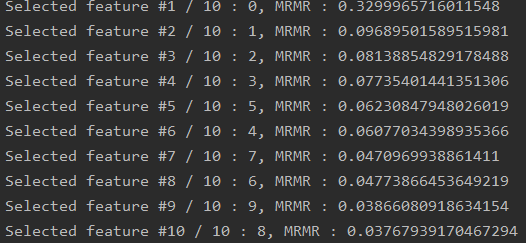 Selected feature #1 / 10 : 0, MRMR : 0.3299965716011548
Selected feature #2 / 10 : 1, MRMR : 0.09689501589515981
Selected feature #3 / 10 : 2, MRMR : 0.08138854829178488
Selected feature #4 / 10 : 3, MRMR : 0.07735401441351306
Selected feature #5 / 10 : 5, MRMR : 0.06230847948026019
Selected feature #6 / 10 : 4, MRMR : 0.06077034398935366
Selected feature #7 / 10 : 7, MRMR : 0.0470969938861411
Selected feature #8 / 10 : 6, MRMR : 0.04773866453649219
Selected feature #9 / 10 : 9, MRMR : 0.03866080918634154
Selected feature #10 / 10 : 8, MRMR : 0.03767939170467294